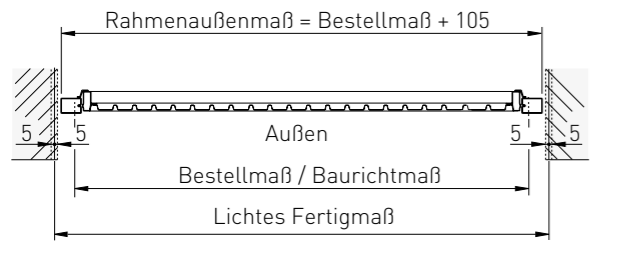 Rahmenaußenmaß = Bestellmaß + 105
5 5 Außen 5 5
Bestellmaß / Baurichtmaß
Lichtes Fertigmaß